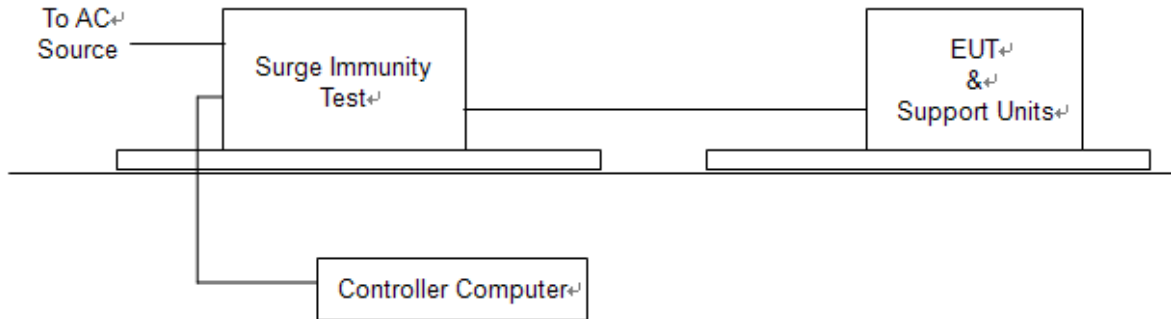 To AC
Source
Surge Immunity
Test
EUT
&
Support Units
Controller Computer